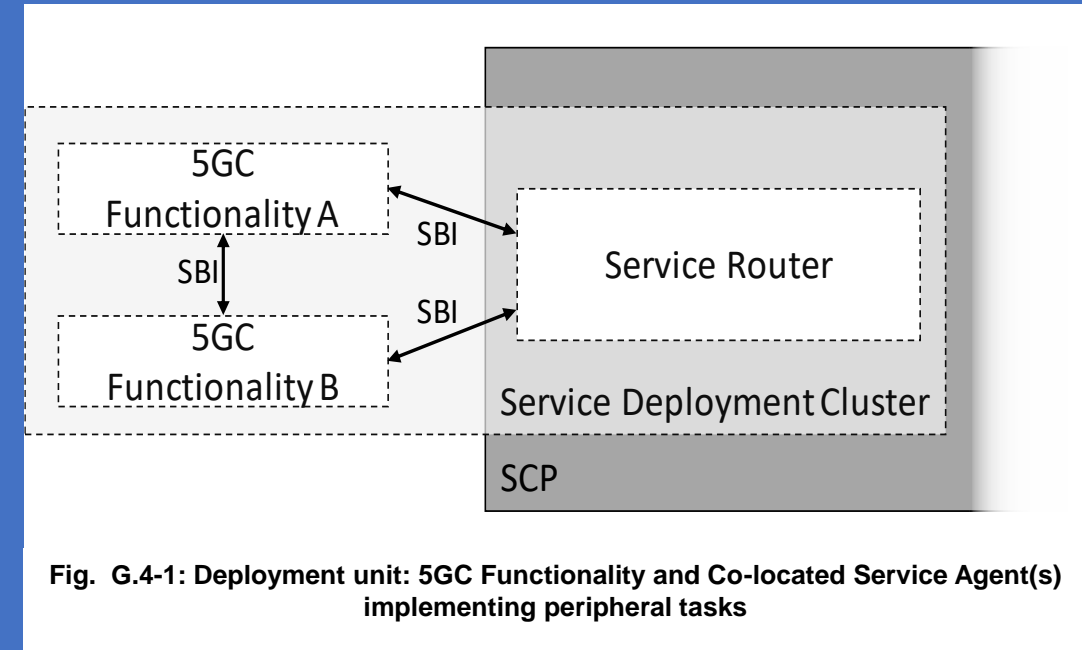 5GC
Functionality A
SBI
SBI
5GC
Functionality B
SBI
Service Router
Service Deployment Cluster
SCP
Fig. G.4-1: Deployment unit: 5GC Functionality and Co-located Service Agent(s)
implementing peripheral tasks